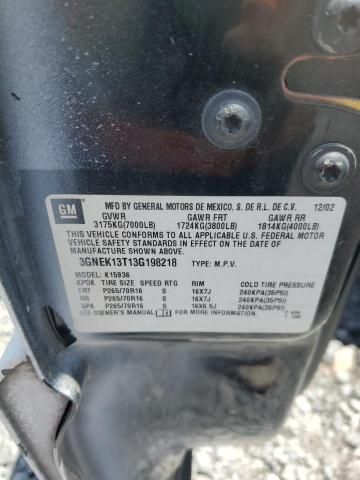 GM
MFD BY GENERAL MOTORS DE MEXICO, S. DE R.L. DE C.V. 12/02
GVWR GAWR FRT GAWR RR
3175KG(7000LB) 1724KG(3800LB) 1814KG(4000LB)
THIS VEHICLE CONFORMS TO ALL APPLICABLE U.S. FEDERAL MOTOR
VEHICLE SAFETY STANDARDS IN EFFECT ON THE DATE OF
MANUFACTURE SHOWN ABOVE.
3GNEK13T13G198218 TYPE: M.P.V.
MODEL: K15936
KPDK TIRE SIZE SPEED RTG RIM COLD TIRE PRESSURE
FRT P265/70R16 S 16X7J 240KPA(35PSI)
RR P265/70R16 S 16X7J 240KPA(35PSI)
SPA P265/70R16 S 16X6.5J 240KPA(35PSI)
SEE OWNER'S MANUAL FOR MORE INFORMATION